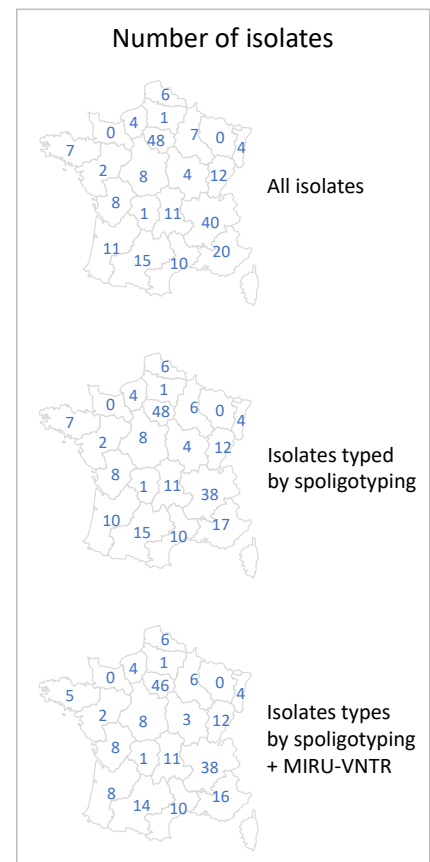 Number of isolates
6
4 1
0 7 0
7 48 4
2 8 4 12
All isolates
8 1 11
40
11 15 10 20
6
4 1
0 6 0
7 48 4
2 8 4 12
Isolates typed
by spoligotyping
8 1 11
38
10 15 10 17
6
4 1
0 6 0
5 46 4
2 8 3 12
Isolates types
by spoligotyping
+ MIRU-VNTR
8 1 11
38
8 14 10 16